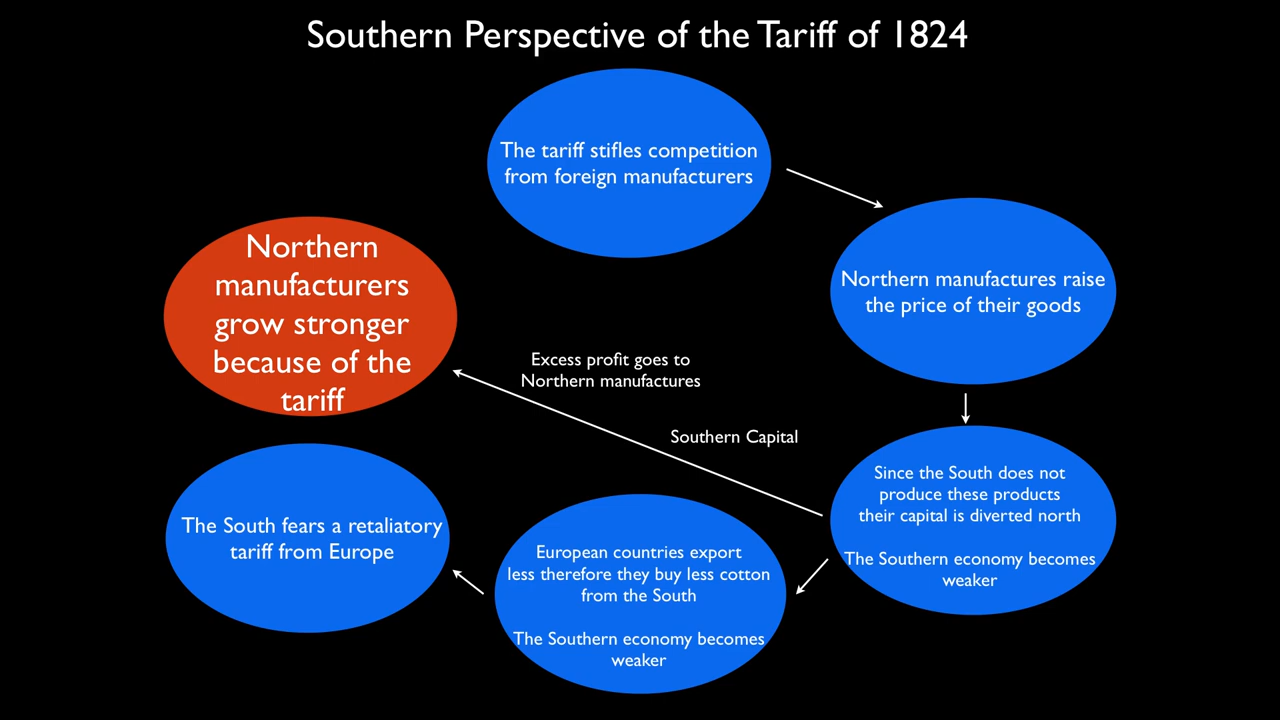 Southern Perspective of the Tariff of 1824
The tariff stifles competition
from foreign manufacturers
Northern manufactures raise
the price of their goods
Since the South does not
produce these products
their capital is diverted north
The Southern economy becomes
weaker
European countries export
less therefore they buy less cotton
from the South
The Southern economy becomes
weaker
The South fears a retaliatory
tariff from Europe
Southern Capital
Excess profit goes to
Northern manufactures
Northern
manufacturers
grow stronger
because of the
tariff